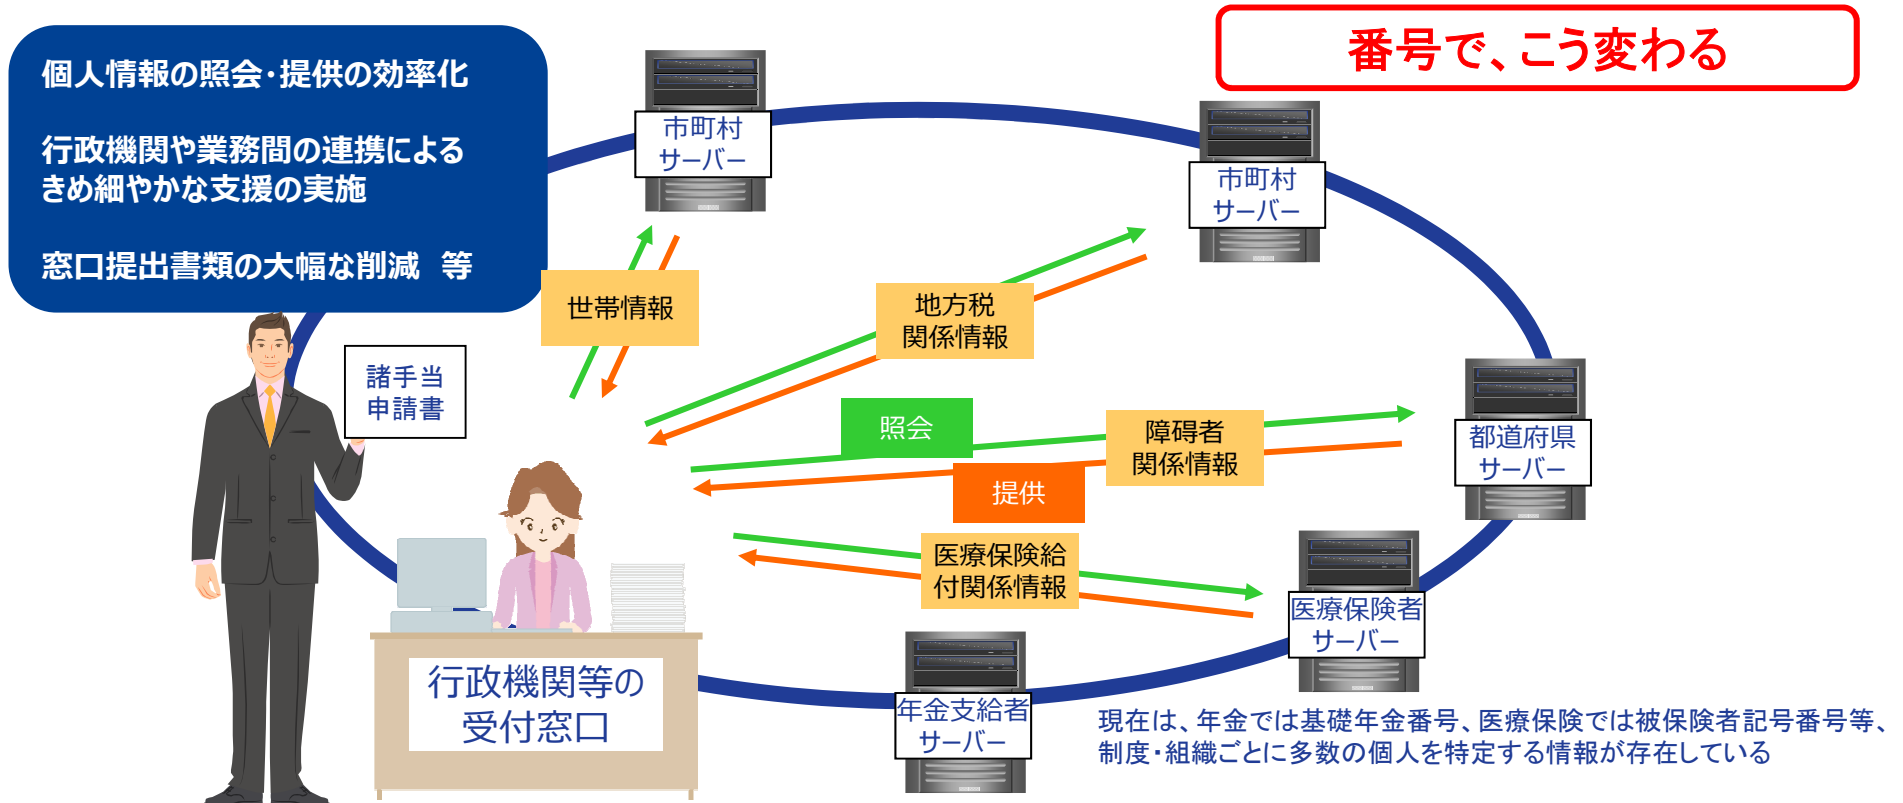 番号で、こう変わる
個人情報の照会・提供の効率化
行政機関や業務間の連携による
きめ細やかな支援の実施
窓口提出書類の大幅な削減　等
市町村
サーバー
市町村
サーバー
世帯情報
地方税
関係情報
諸手当
申請書
照会
障碍者
関係情報
都道府県
サーバー
提供
医療保険給
付関係情報
医療保険者
サーバー
行政機関等の
受付窓口
年金支給者
サーバー
現在は、年金では基礎年金番号、医療保険では被保険者記号番号等、
制度・組織ごとに多数の個人を特定する情報が存在している